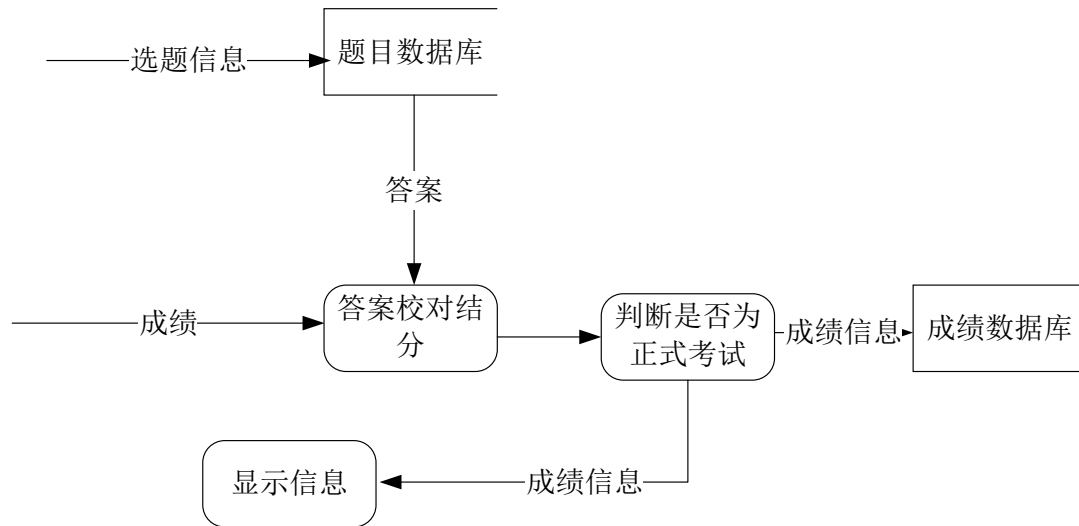 选题信息
题目数据库
答案
成绩
答案校对结
分
判断是否为
正式考试
成绩信息
成绩数据库
显示信息
成绩信息